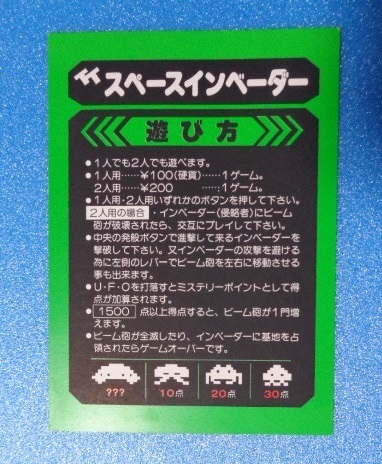 スペースインベーダー
遊び方
●1人でも2人でも遊べます。
●1人用……¥100(硬貨)……1ゲーム。
2人用……¥200 ……1ゲーム。
●1人用・2人用いずれかのボタンを押して下さい。
2人用の場合・インベーダー(侵略者)にビーム
砲が破壊されたら、交互にプレイして下さい。
●中央の発射ボタンで進撃して来るインベーダーを
撃破して下さい。又インベーダーの攻撃を避ける
為に左側のレバーでビーム砲を左右に移動させる
事も出来ます。
●U・F・Oを打落すとミステリーポイントとして得
点が加算されます。
●1500点以上得点すると、ビーム砲が1門増
えます。
●ビーム砲が全滅したり、インベーダーに基地を占
領されたらゲームオーバーです。
??? 10点 20点 30点